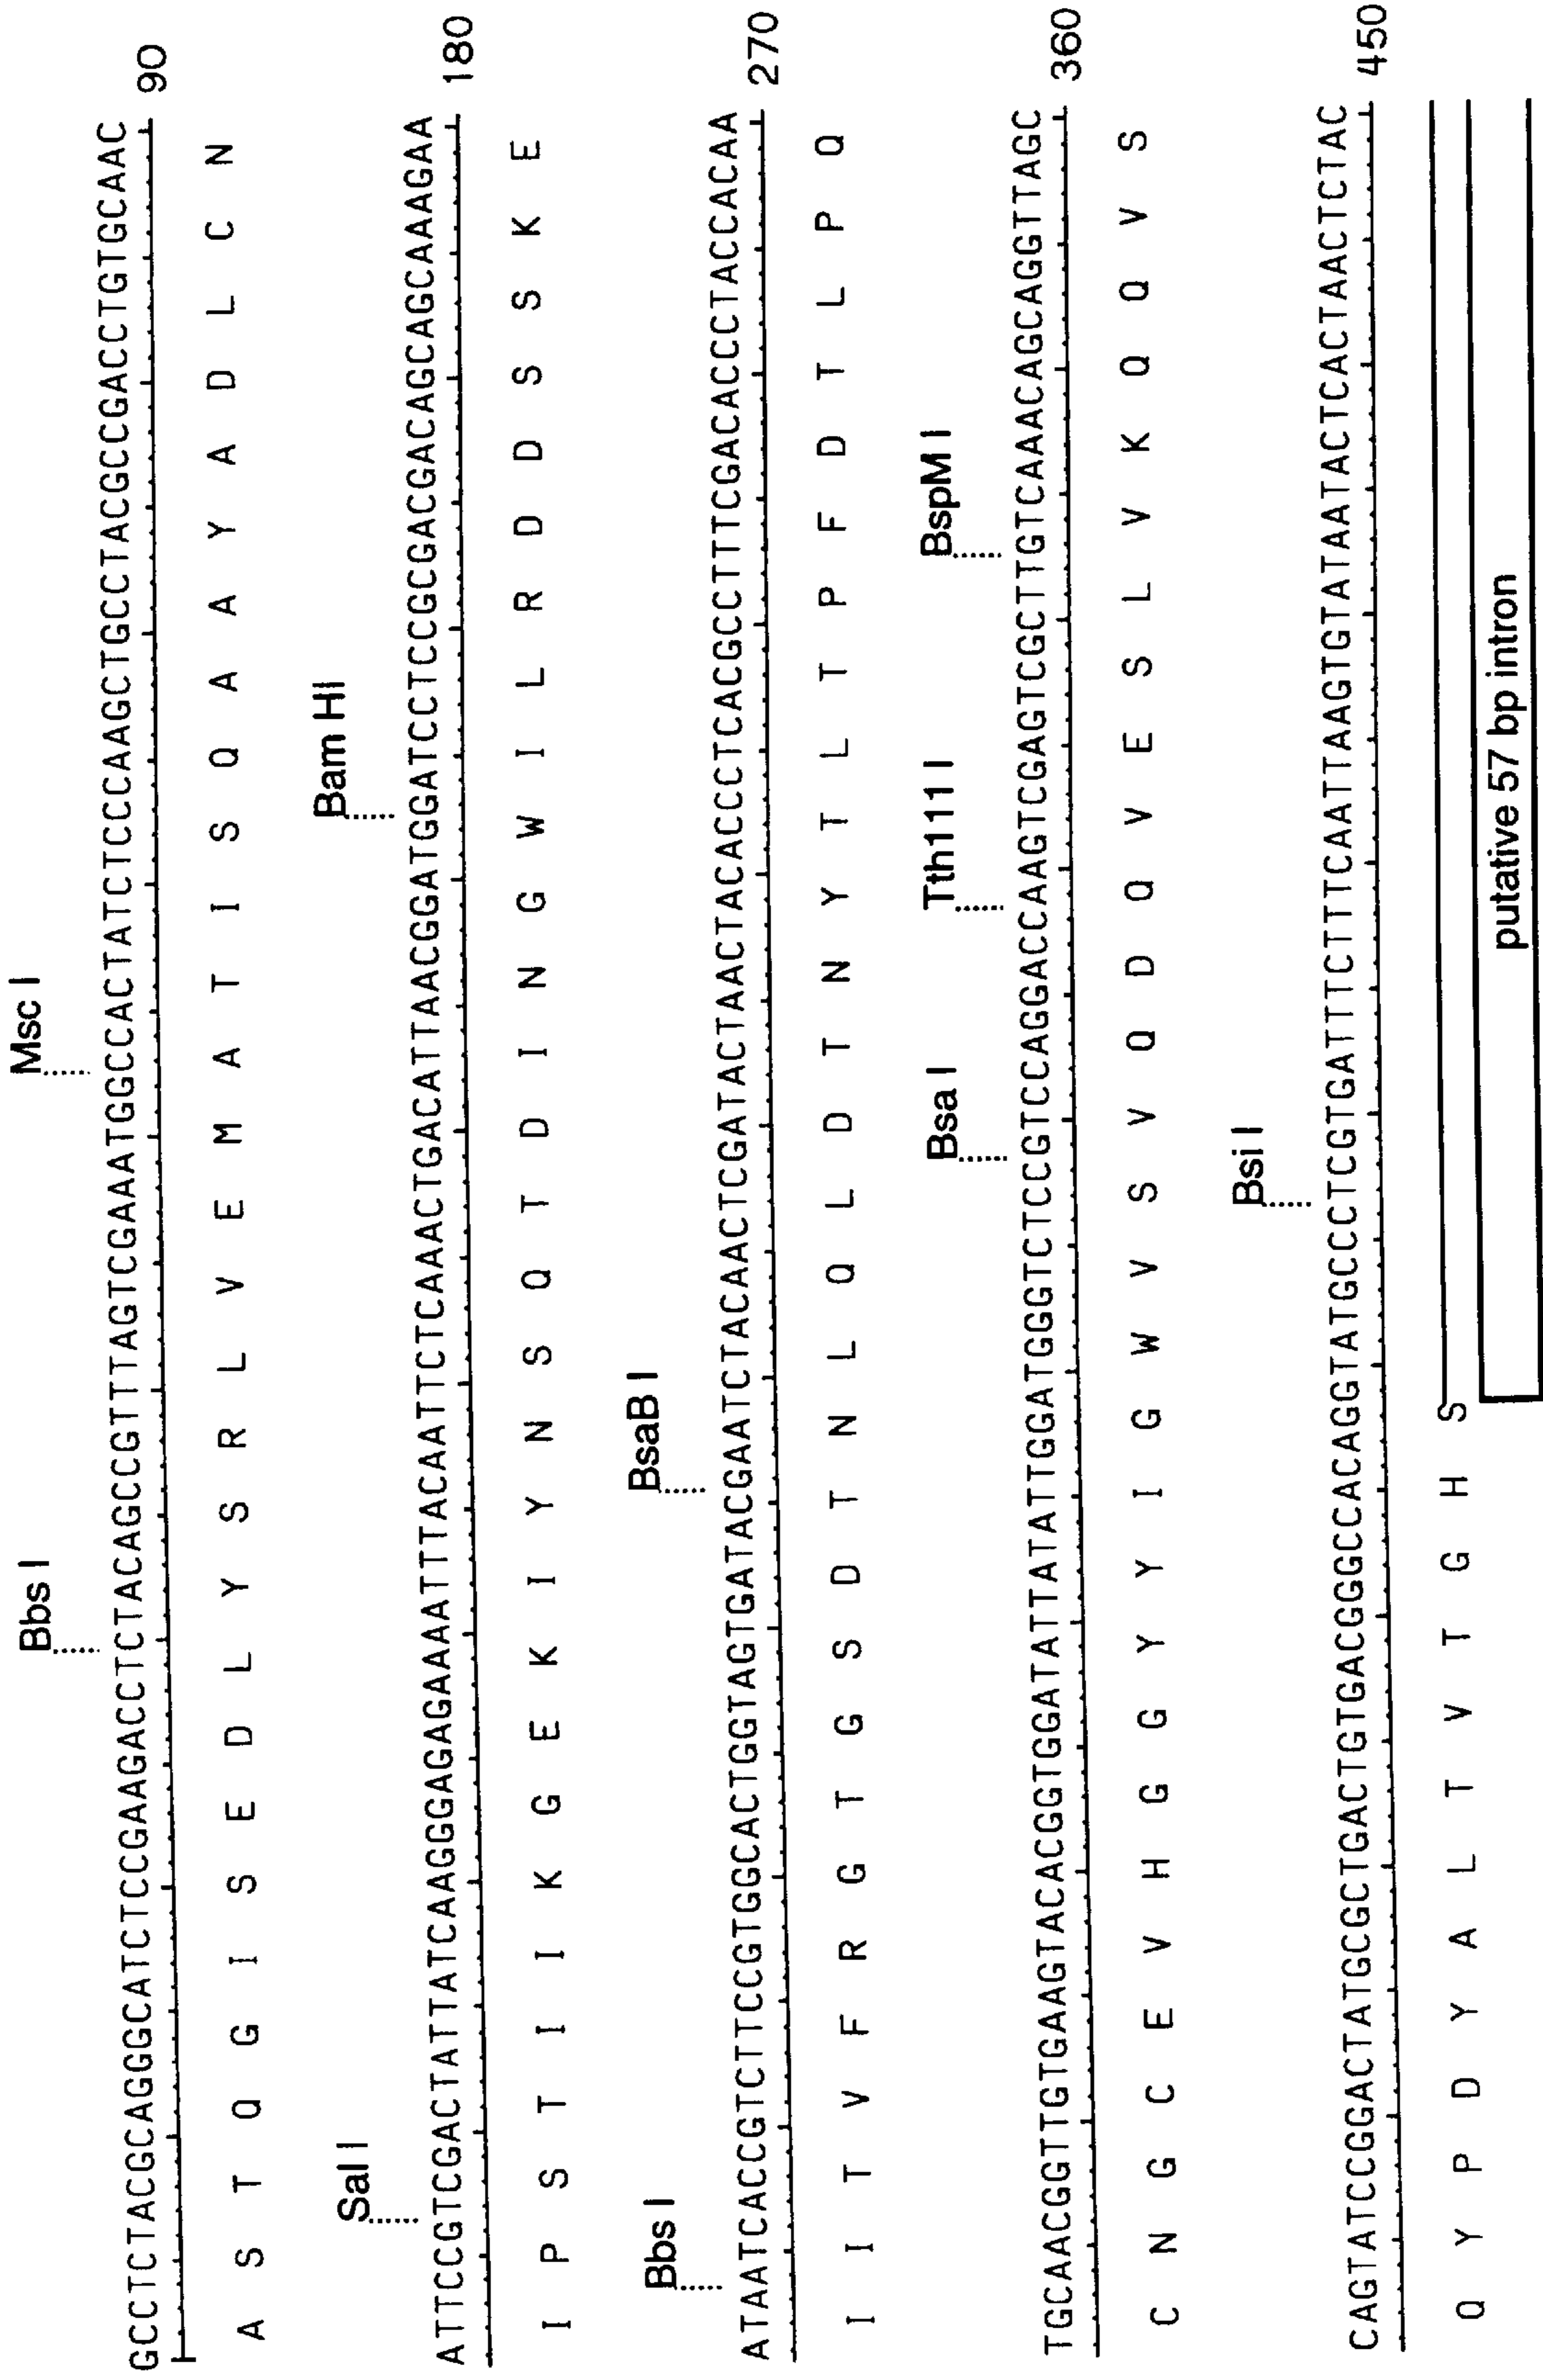 Bbs I Msc I
GCCTCTACGCAGGGCATCTCCGAAGACCTCTACAGCCGTTTAGTCGAAATGGCCACTATCTCCCAAGCTGCCTACGCCGACCTGTGCAAC 90
A S T Q G I S E D L Y S R L V E M A T I S Q A A Y A D L C N
Sal I Bam HI
ATTCCGTCGACTATTATCAAGGGAGAGAAAATTTACAATTCTCAAACTGACATTAACGGATGGATCCTCCGCGACGACAGCAGCAAAGAA 180
I P S T I I K G E K I Y N S Q T D I N G W I L R D D S S K E
Bbs I BsaB I
ATAATCACCGTCTTCCGTGGCACTGGTAGTGATACGAATCTACAACTCGATACTAACTACACCCTCACGCCTTTCGACACCCTACCACAA 270
I I T V F R G T G S D T N L Q L D T N Y T L T P F D T L P Q
Bsa I Tth111 I BspM I
TGCAACGGTTGTGAAGTACACGGTGGATATTATATTGGATGGGTCTCCGTCCAGGACCAAGTCGAGTCGCTTGTCAAACAGCAGGTTAGC 360
C N G C E V H G G Y Y I G W V S V Q D Q V E S L V K Q Q V S
Bsi I
CAGTATCCGGACTATGCGCTGACTGTGACGGGCCACAGGTATGCCCTCGTGATTTCTTTCAATTAAGTGTATAATACTCACTAACTCTAC 450
Q Y P D Y A L T V T G H S
putative 57 bp intron